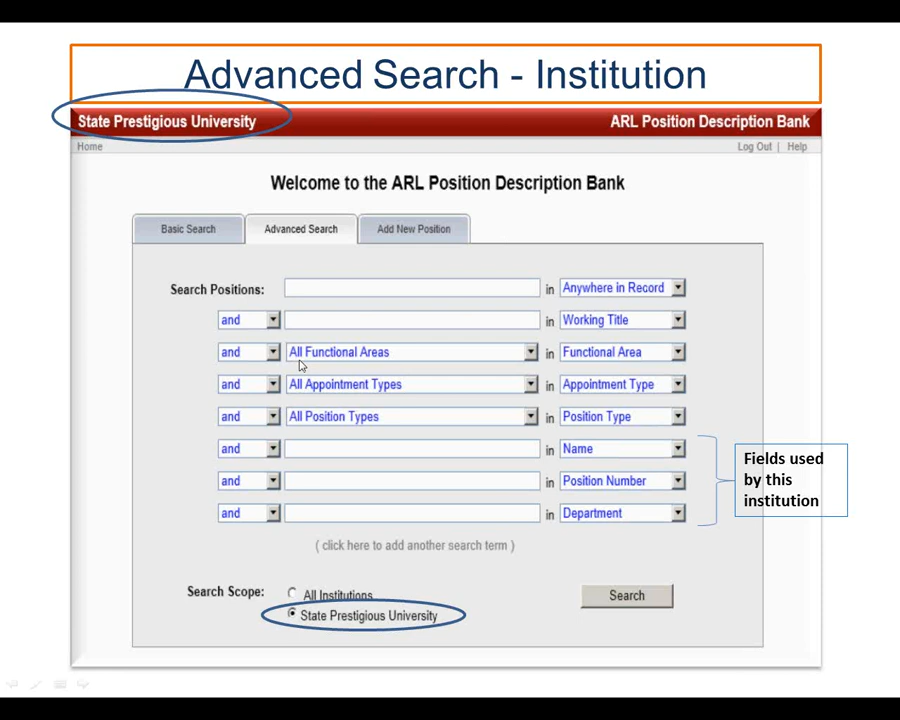 Advanced Search - Institution
State Prestigious University ARL Position Description Bank
Home Log Out | Help
Welcome to the ARL Position Description Bank
Basic Search Advanced Search Add New Position
Search Positions: in Anywhere in Record
and in Working Title
and All Functional Areas in Functional Area
and All Appointment Types in Appointment Type
and All Position Types in Position Type
and in Name
and in Position Number
and in Department
Fields used
by this
institution
( click here to add another search term )
Search Scope: All Institutions Search
State Prestigious University